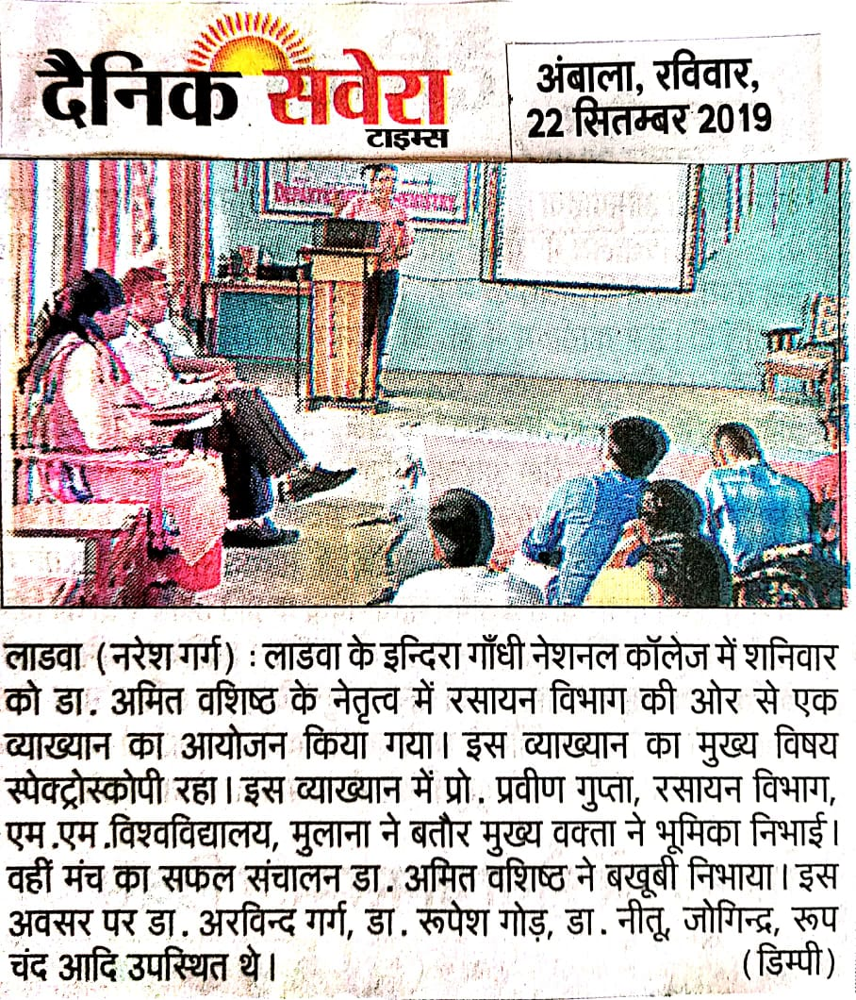 दैनिक सवेरा
टाइम्स
अंबाला, रविवार,
22 सितम्बर 2019
लाडवा (नरेश गर्ग) : लाडवा के इन्दिरा गाँधी नेशनल कॉलेज में शनिवार
को डा. अमित वशिष्ठ के नेतृत्व में रसायन विभाग की ओर से एक
व्याख्यान का आयोजन किया गया। इस व्याख्यान का मुख्य विषय
स्पेक्ट्रोस्कोपी रहा। इस व्याख्यान में प्रो. प्रवीण गुप्ता, रसायन विभाग,
एम.एम.विश्वविद्यालय, मुलाना ने बतौर मुख्य वक्ता ने भूमिका निभाई।
वहीं मंच का सफल संचालन डा. अमित वशिष्ठ ने बखूबी निभाया। इस
अवसर पर डा. अरविन्द गर्ग, डा. रूपेश गोड़, डा. नीतू, जोगिन्द्र, रूप
चंद आदि उपस्थित थे। (डिम्पी)